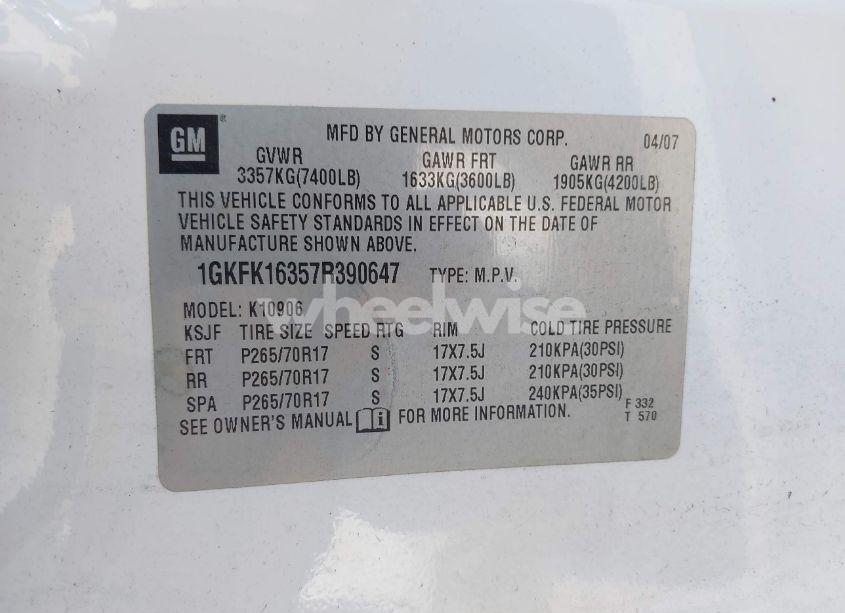 GM ®
MFD BY GENERAL MOTORS CORP. 04/07
GVWR GAWR FRT GAWR RR
3357KG(7400LB) 1633KG(3600LB) 1905KG(4200LB)
THIS VEHICLE CONFORMS TO ALL APPLICABLE U.S. FEDERAL MOTOR
VEHICLE SAFETY STANDARDS IN EFFECT ON THE DATE OF
MANUFACTURE SHOWN ABOVE.
1GKFK16357R390647 TYPE: M.P.V.
wheelwise
MODEL: K10906
KSJF TIRE SIZE SPEED RTG RIM COLD TIRE PRESSURE
FRT P265/70R17 S 17X7.5J 210KPA(30PSI)
RR P265/70R17 S 17X7.5J 210KPA(30PSI)
SPA P265/70R17 S 17X7.5J 240KPA(35PSI)
SEE OWNER'S MANUAL FOR MORE INFORMATION.
F 332
T 570